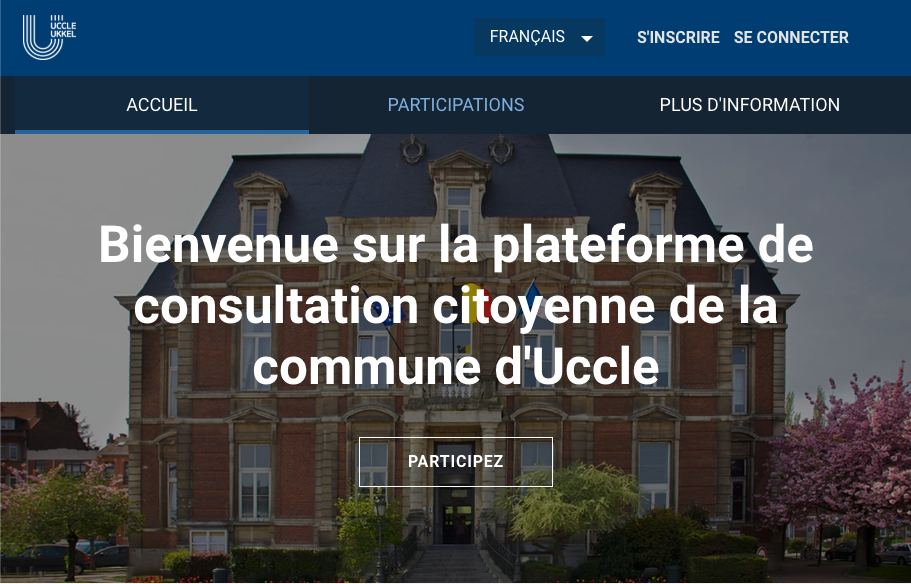 UCCLE
UKKEL
FRANÇAIS
S'INSCRIRE
SE CONNECTER
ACCUEIL
PARTICIPATIONS
PLUS D'INFORMATION
Bienvenue sur la plateforme de
consultation citoyenne de la
commune d'Uccle
PARTICIPEZ